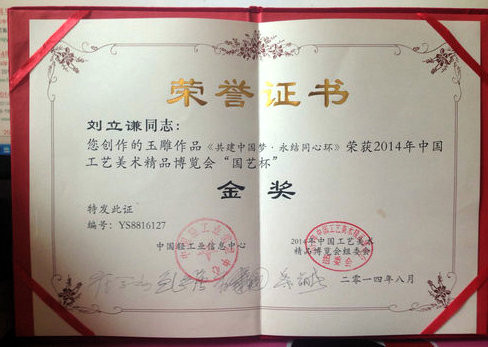 荣誉证书
刘立谦同志：
您创作的玉雕作品《共建中国梦·永结同心环》荣获2014年中国
工艺美术精品博览会“国艺杯”
金奖
特发此证
编号：YS8816127
中国轻工业信息中心
2014年中国工艺美术
精品博览会组委会
二〇一四年八月